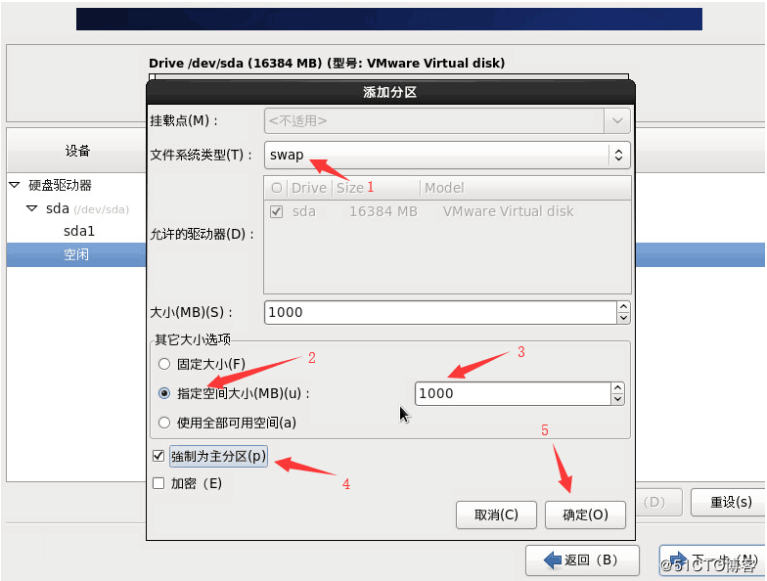 Drive /dev/sda (16384 MB) (型号: VMware Virtual disk)
添加分区
挂载点(M)：
<不适用>
设备
文件系统类型(T)：
swap
1
Drive Size Model
硬盘驱动器
sda (/dev/sda)
sda 16384 MB VMware Virtual disk
sda1
允许的驱动器(D)：
空闲
大小(MB)(S)：
1000
其它大小选项
固定大小(F)
2
3
指定空间大小(MB)(u)：
1000
使用全部可用空间(a)
5
強制为主分区(p)
4
加密（E)
(D)
重设(s)
取消(C)
确定(O)
返回（B）
下一步（N）
@51CTO博客